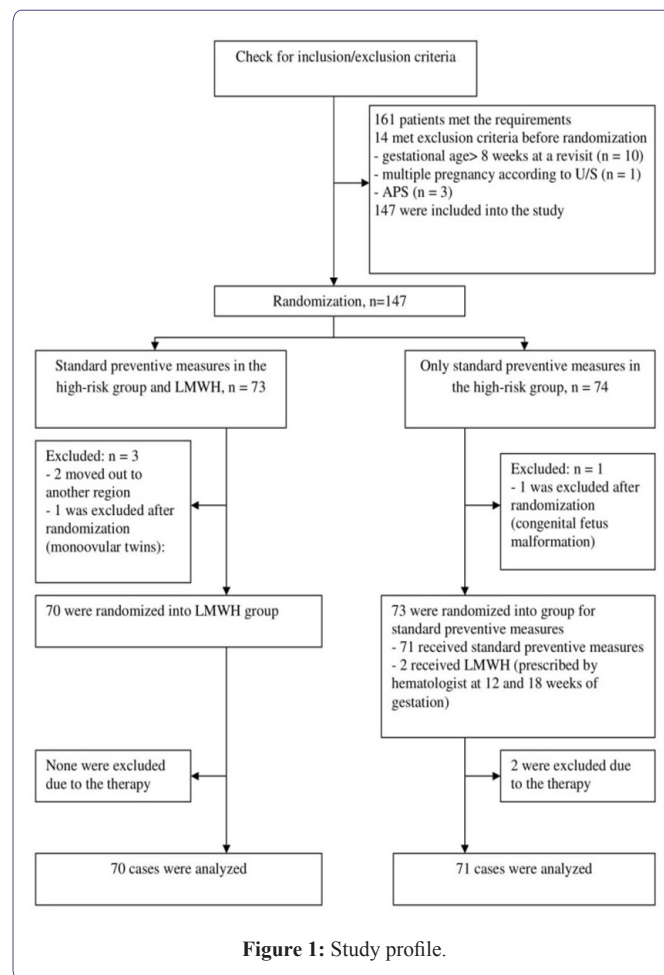 Check for inclusion/exclusion criteria
161 patients met the requirements
14 met exclusion criteria before randomization
- gestational age> 8 weeks at a revisit (n = 10)
- multiple pregnancy according to U/S (n = 1)
- APS (n = 3)
147 were included into the study
Randomization, n=147
Standard preventive measures in the
high-risk group and LMWH, n = 73
Only standard preventive measures in
the high-risk group, n = 74
Excluded: n = 3
- 2 moved out to
another region
- 1 was excluded after
randomization
(monoovular twins):
Excluded: n = 1
- 1 was excluded after
randomization
(congenital fetus
malformation)
70 were randomized into LMWH group
73 were randomized into group for
standard preventive measures
- 71 received standard preventive measures
- 2 received LMWH (prescribed by
hematologist at 12 and 18 weeks of
gestation)
None were excluded
due to the therapy
2 were excluded due
to the therapy
70 cases were analyzed
71 cases were analyzed
Figure 1: Study profile.